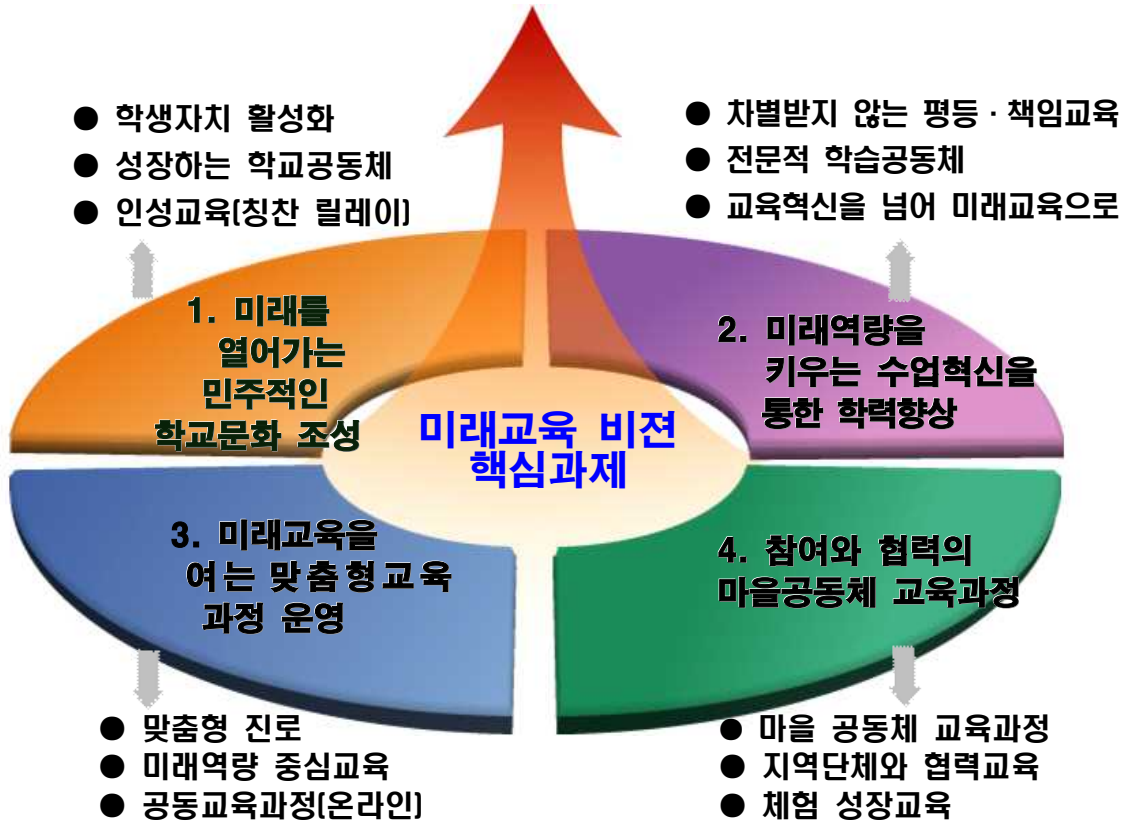 ● 학생자치 활성화
● 성장하는 학교공동체
● 인성교육(칭찬 릴레이)
● 차별받지 않는 평등·책임교육
● 전문적 학습공동체
● 교육혁신을 넘어 미래교육으로
1. 미래를
열어가는
민주적인
학교문화 조성
2. 미래역량을
키우는 수업혁신을
통한 학력향상
미래교육 비젼
핵심과제
3. 미래교육을
여는 맞춤형교육
과정 운영
4. 참여와 협력의
마을공동체 교육과정
● 맞춤형 진로
● 미래역량 중심교육
● 공동교육과정(온라인)
● 마을 공동체 교육과정
● 지역단체와 협력교육
● 체험 성장교육